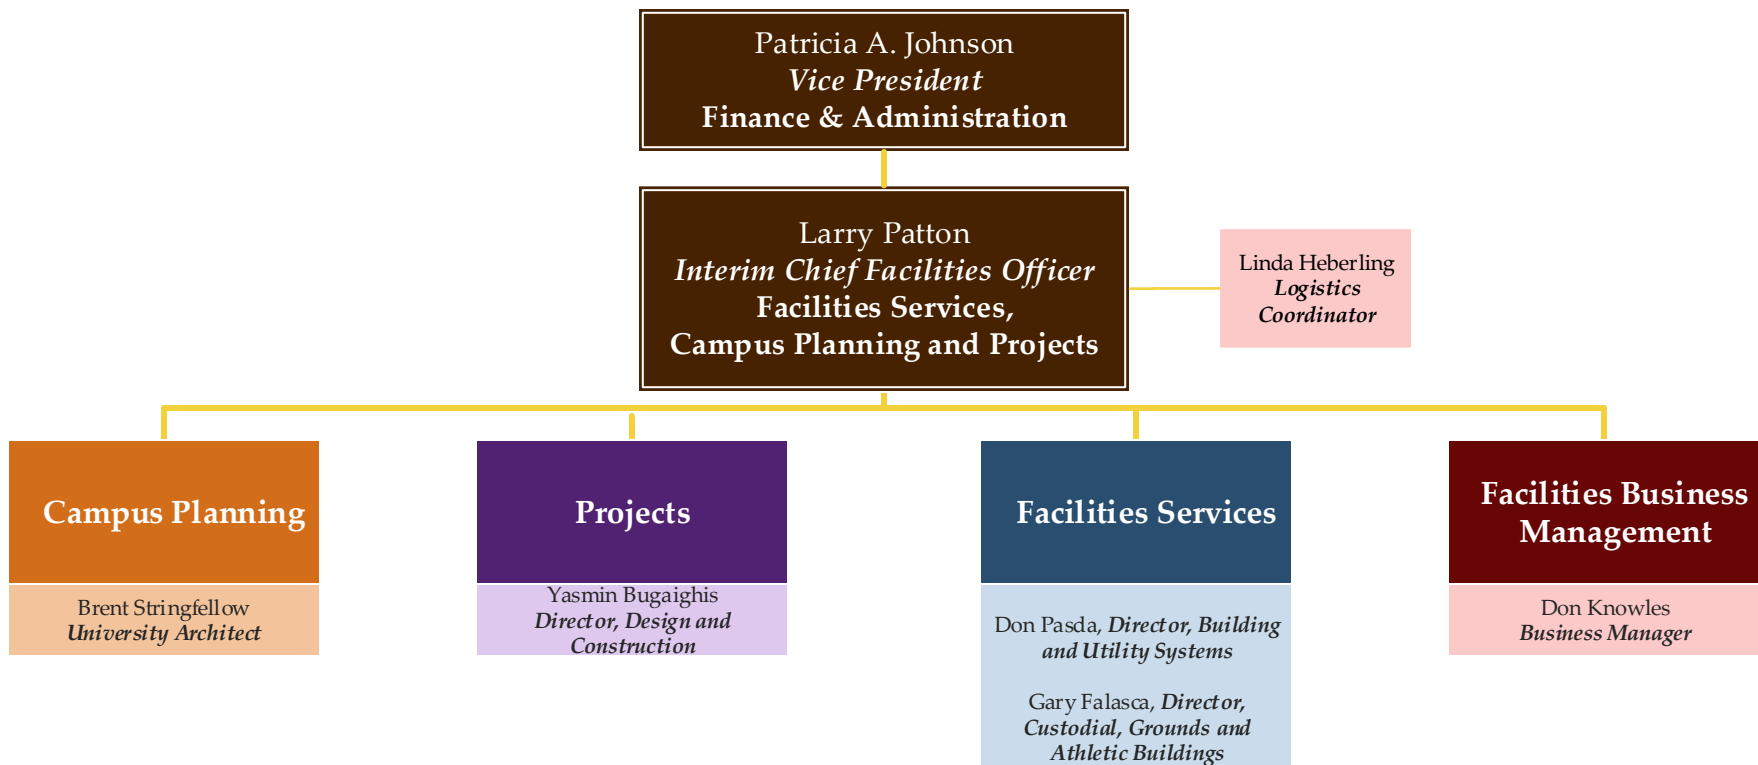 Patricia A. Johnson
Vice President
Finance & Administration
Larry Patton
Interim Chief Facilities Officer
Facilities Services,
Campus Planning and Projects
Linda Heberling
Logistics
Coordinator
Campus Planning
Brent Stringfellow
University Architect
Projects
Yasmin Bugaighis
Director, Design and
Construction
Facilities Services
Don Pasda, Director, Building
and Utility Systems
Gary Falasca, Director,
Custodial, Grounds and
Athletic Buildings
Facilities Business
Management
Don Knowles
Business Manager